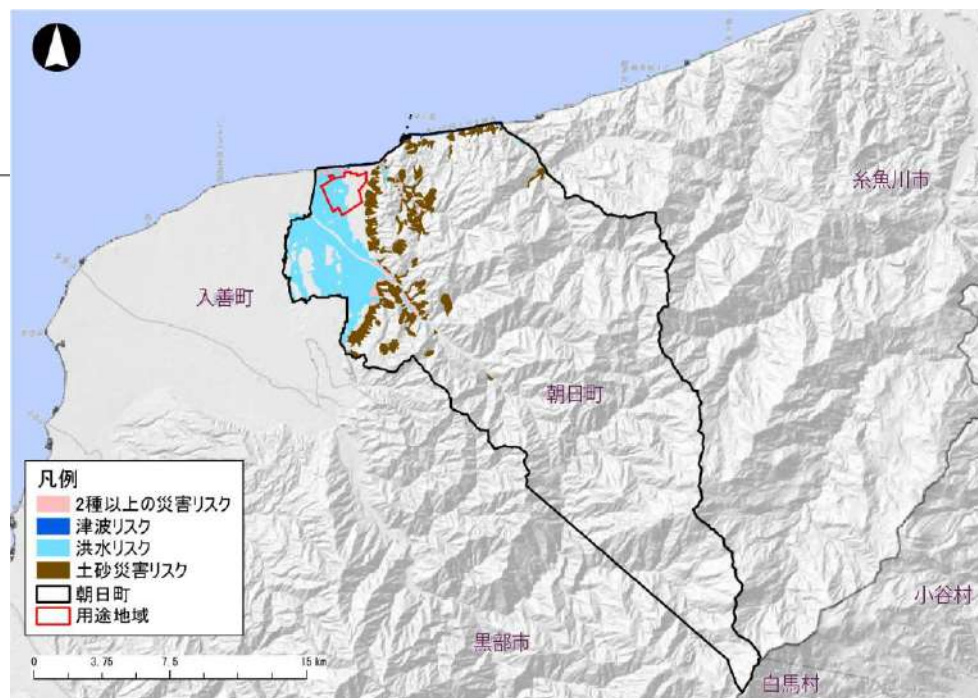 糸魚川市
入善町
朝日町
凡例
2種以上の災害リスク
津波リスク
洪水リスク
土砂災害リスク
朝日町
用途地域
小谷村
黒部市
白馬村
0 3.75 7.5 15 km